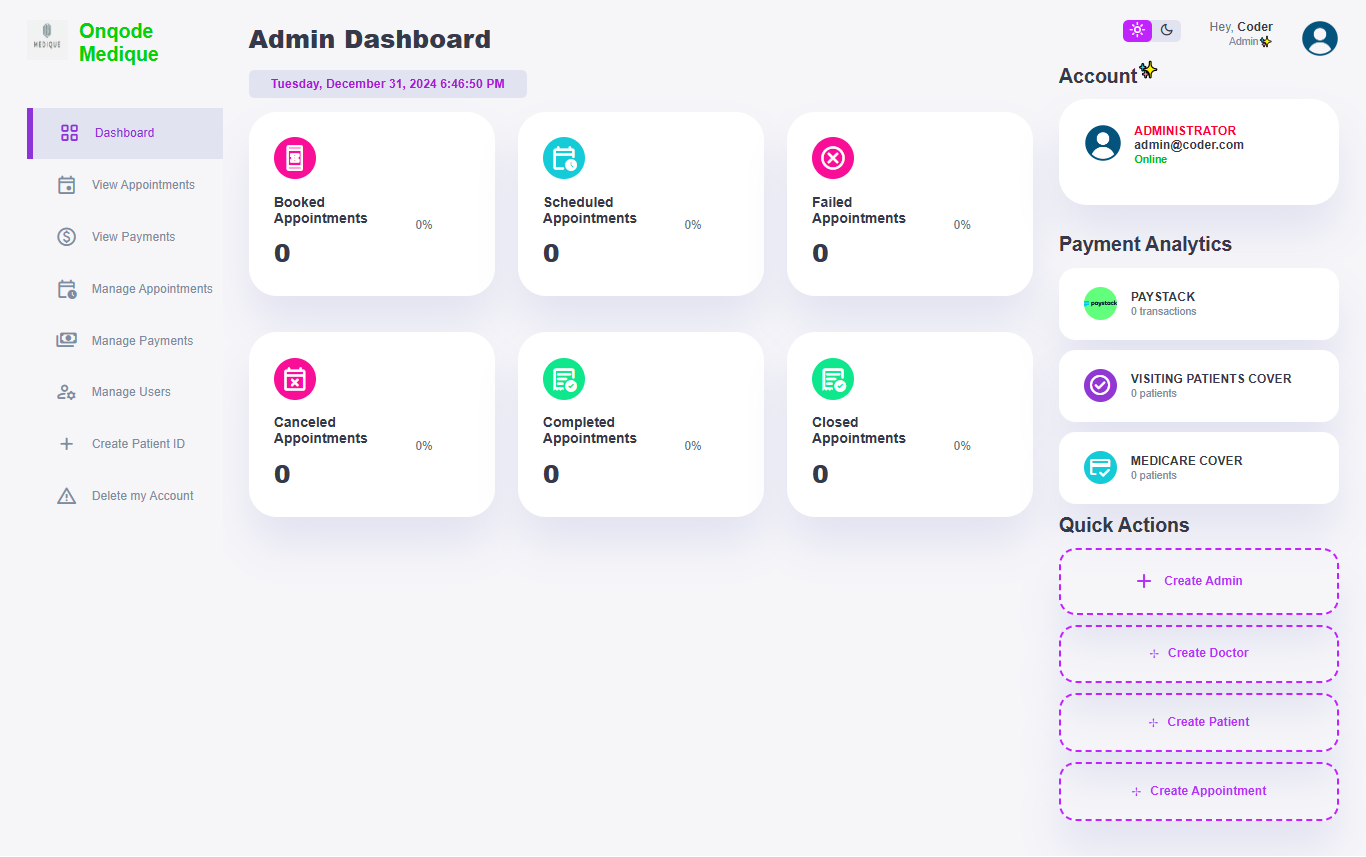 MEDIQUE
Onqode
Medique
Dashboard
View Appointments
View Payments
Manage Appointments
Manage Payments
Manage Users
Create Patient ID
Delete my Account
Admin Dashboard
Tuesday, December 31, 2024 6:46:50 PM
Booked
Appointments
0%
0
Scheduled
Appointments
0%
0
Failed
Appointments
0%
0
Canceled
Appointments
0%
0
Completed
Appointments
0%
0
Closed
Appointments
0%
0
Hey, Coder
Admin✨
Account✨
ADMINISTRATOR
admin@coder.com
Online
Payment Analytics
paystack
PAYSTACK
0 transactions
VISITING PATIENTS COVER
0 patients
MEDICARE COVER
0 patients
Quick Actions
Create Admin
Create Doctor
Create Patient
Create Appointment